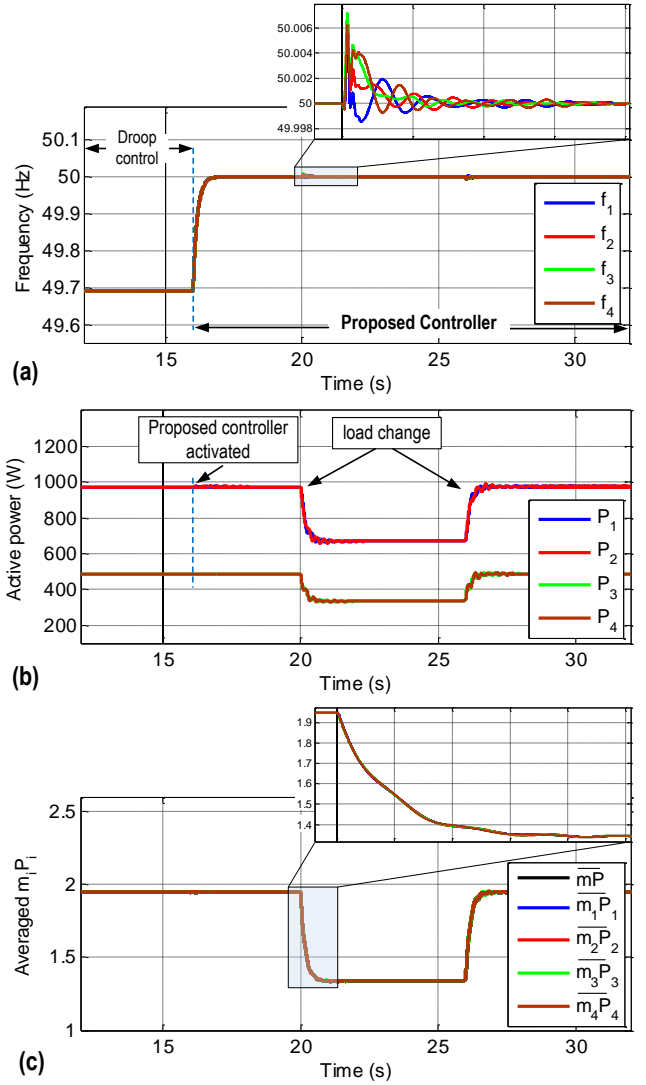 50.006
50.004
50.002
50
49.998
50.1
50
49.9
49.8
49.7
49.6
Frequency (Hz)
Droop
control
f1
f2
f3
f4
Proposed Controller
15 20 25 30
Time (s)
(a)
1200
1000
800
600
400
200
Active power (W)
Proposed controller
activated
load change
P1
P2
P3
P4
15 20 25 30
Time (s)
(b)
1.9
1.8
1.7
1.6
1.5
1.4
2.5
2
1.5
1
Averaged miPi
mP
m1P1
m2P2
m3P3
m4P4
15 20 25 30
Time (s)
(c)